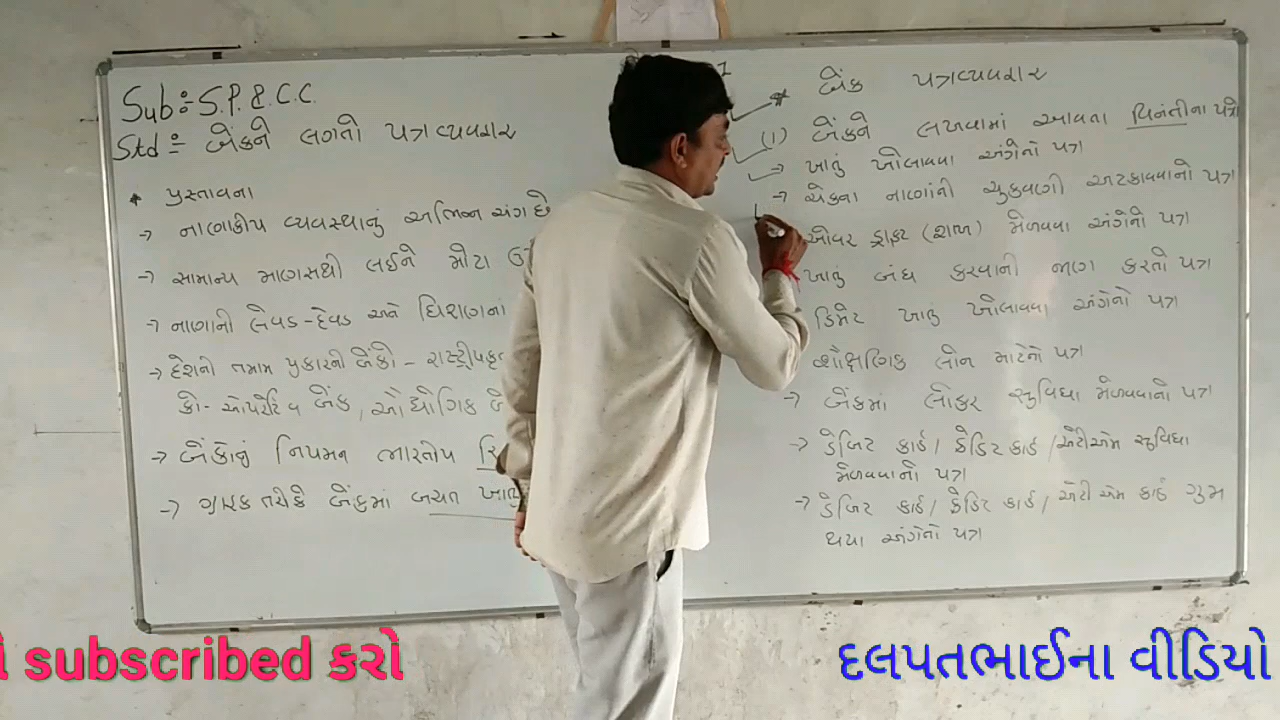 Sub:- S.P. & C.C.
Std :- બેંકને લગતો પત્રવ્યવહાર
* પ્રસ્તાવના
→ નાણાકીય વ્યવસ્થાનું અભિન્ન અંગ છે
→ સામાન્ય માણસથી લઈને મોટા
→ નાણાની લેવડ-દેવડ અને ધિરાણનાં
→ દેશની તમામ પ્રકારની બેંકો - રાષ્ટ્રીયકૃત
કો-ઓપરેટિવ બેંક, ઔદ્યોગિક
→ બેંકોનું નિયમન ભારતીય
→ ગ્રાહક તરીકે બેંકમાં બચત ખાતુ
* બેંક પત્રવ્યવહાર
(1) બેંકને લખવામાં આવતા વિનંતીના પત્રો
→ ખાતુ ખોલાવવા અંગેનો પત્ર
→ ચેકના નાણાંની ચુકવણી અટકાવવાનો પત્ર
ઓવર ડ્રાફ્ટ (શાખ) મેળવવા અંગેનો પત્ર
ખાતુ બંધ કરવાની જાણ કરતો પત્ર
ડિમેટ ખાતુ ખોલાવવા અંગેનો પત્ર
શૈક્ષણિક લોન માટેનો પત્ર
→ બેંકમાં લોકર સુવિધા મેળવવાનો પત્ર
→ ડેબિટ કાર્ડ / ક્રેડિટ કાર્ડ / એટીએમ સુવિધા
મેળવવાનો પત્ર
→ ડેબિટ કાર્ડ / ક્રેડિટ કાર્ડ / એટીએમ કાર્ડ ગુમ
થયા અંગેનો પત્ર
subscribed કરો
દલપતભાઈના વીડિયો